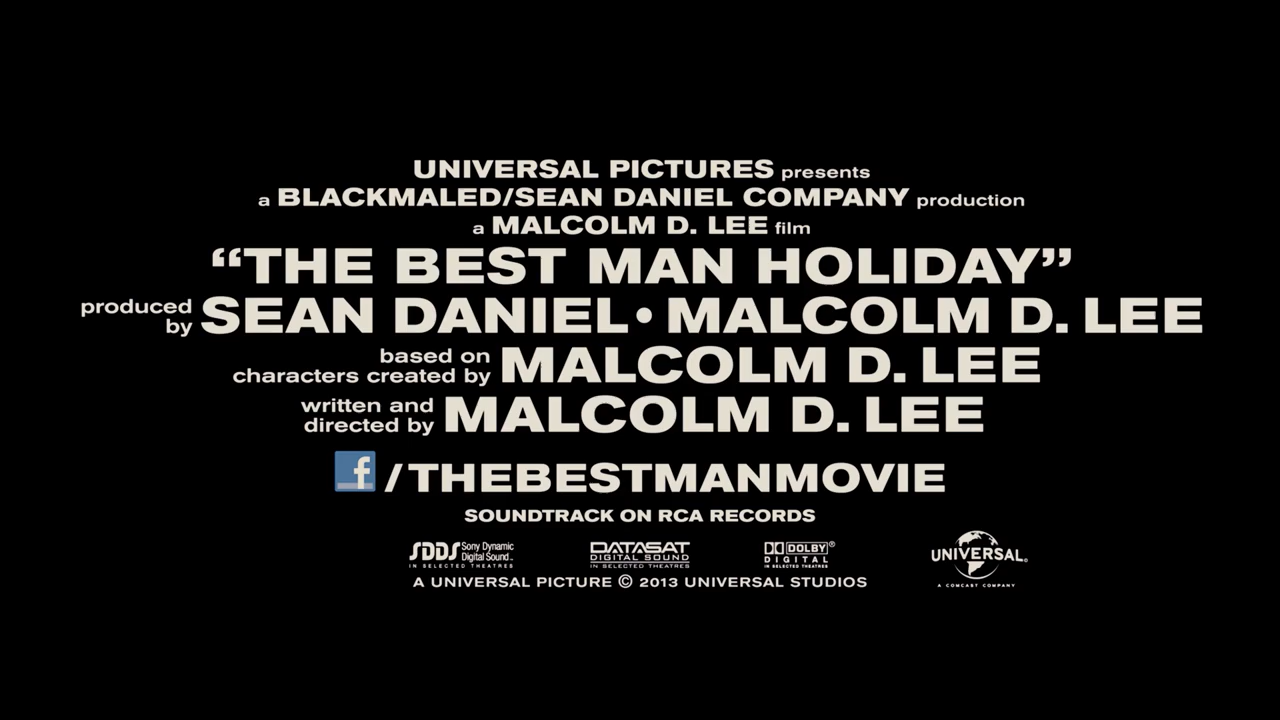 UNIVERSAL PICTURES presents
a BLACKMALED/SEAN DANIEL COMPANY production
a MALCOLM D. LEE film
“THE BEST MAN HOLIDAY”
produced by SEAN DANIEL • MALCOLM D. LEE
based on characters created by MALCOLM D. LEE
written and directed by MALCOLM D. LEE
f/THEBESTMANMOVIE
SOUNDTRACK ON RCA RECORDS
SDDS Sony Dynamic Digital Sound™ IN SELECTED THEATRES
DATASAT DIGITAL SOUND IN SELECTED THEATRES
DOLBY® DIGITAL IN SELECTED THEATRES
UNIVERSAL® A COMCAST COMPANY
A UNIVERSAL PICTURE © 2013 UNIVERSAL STUDIOS